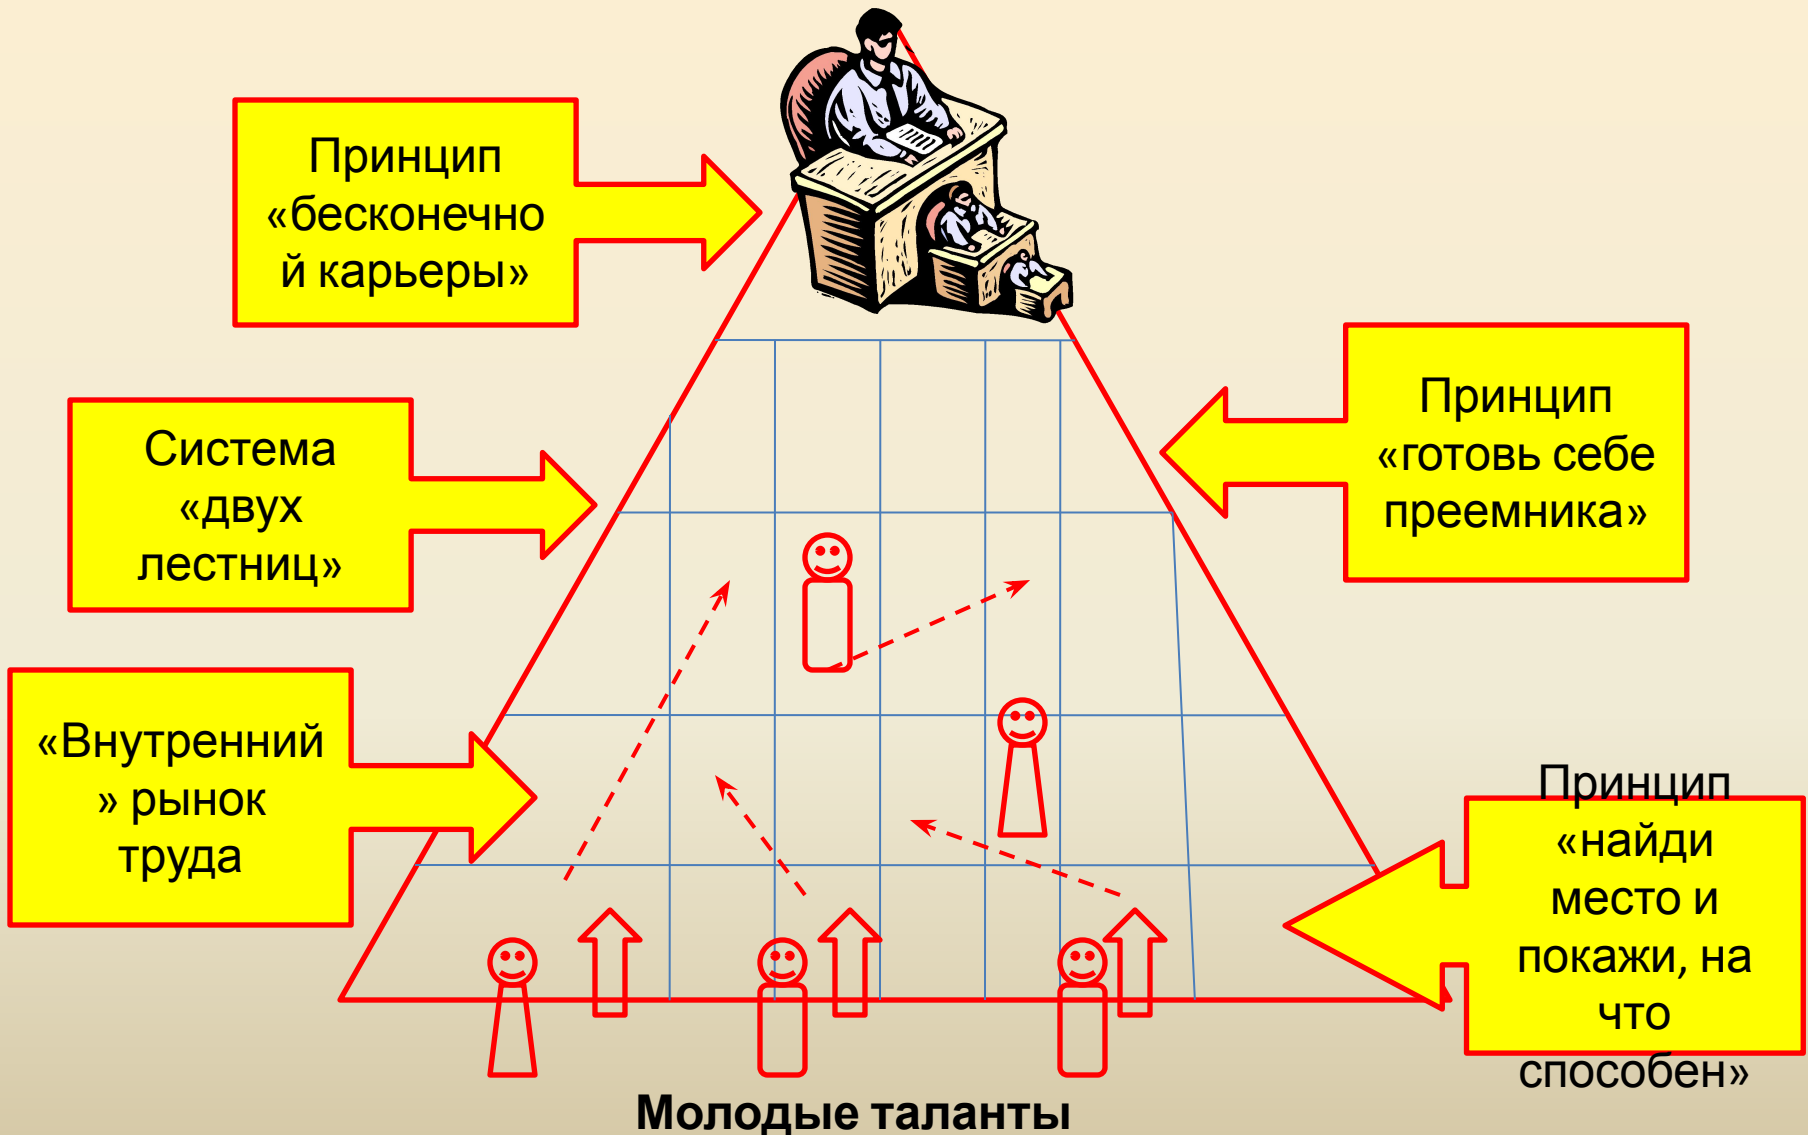 Принцип
«бесконечно
й карьеры»
Система
«двух
лестниц»
«Внутренний
» рынок
труда
Принцип
«готовь себе
преемника»
Принцип
«найди
место и
покажи, на
что
способен»
Молодые таланты